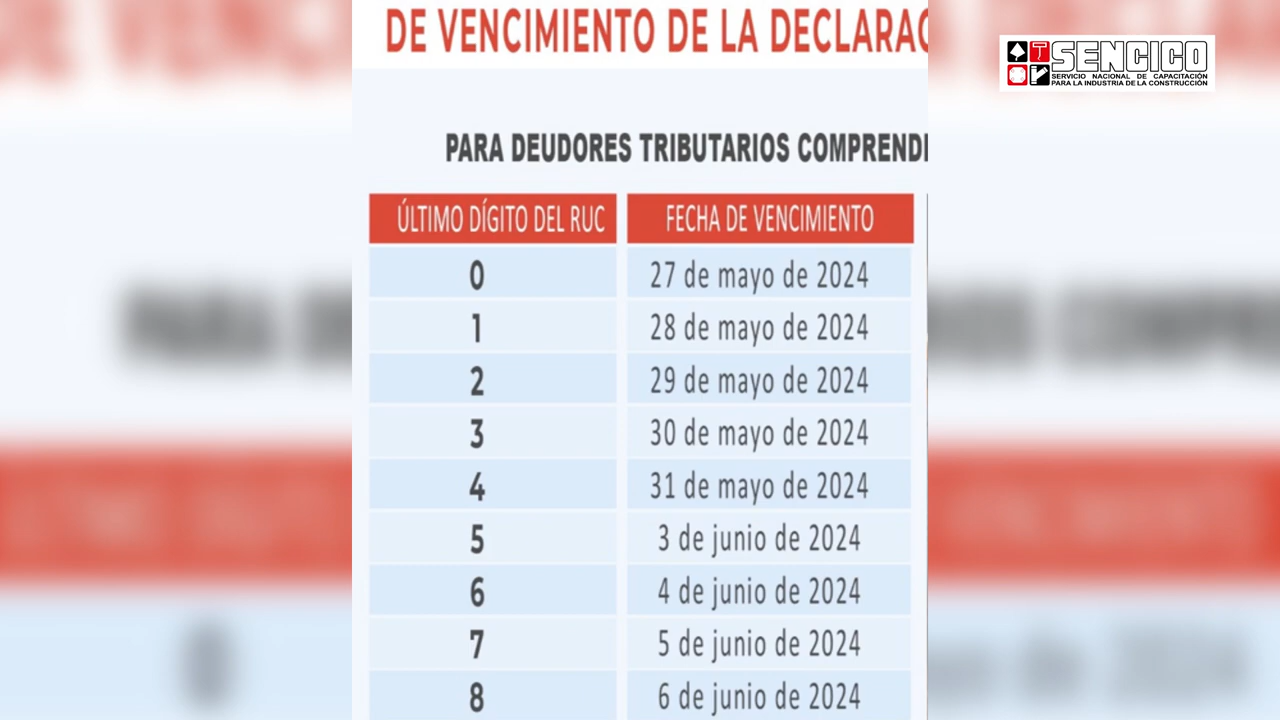 DE VENCIMIENTO DE LA DECLARAC
SENCICO
SERVICIO NACIONAL DE CAPACITACIÓN
PARA LA INDUSTRIA DE LA CONSTRUCCIÓN
PARA DEUDORES TRIBUTARIOS COMPRENDI
ÚLTIMO DÍGITO DEL RUC FECHA DE VENCIMIENTO
0 27 de mayo de 2024
1 28 de mayo de 2024
2 29 de mayo de 2024
3 30 de mayo de 2024
4 31 de mayo de 2024
5 3 de junio de 2024
6 4 de junio de 2024
7 5 de junio de 2024
8 6 de junio de 2024